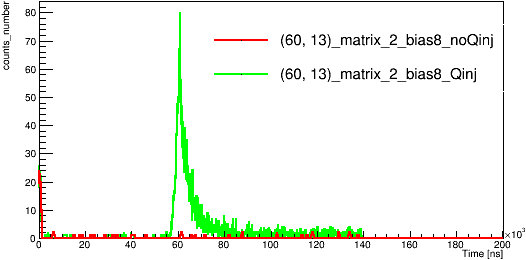 counts_number
80
70
60
50
40
30
20
10
0
(60, 13)_matrix_2_bias8_noQinj
(60, 13)_matrix_2_bias8_Qinj
0 20 40 60 80 100 120 140 160 180 200
×10³
Time [ns]